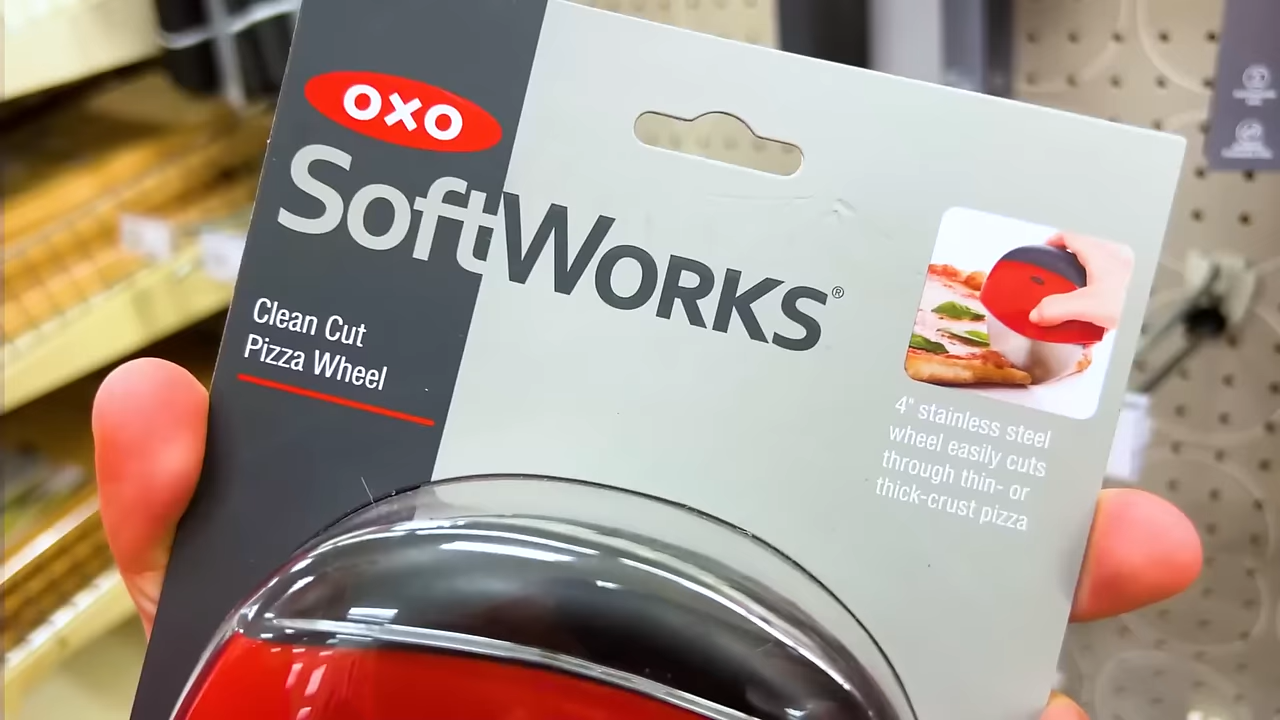 OXO
SoftWorks®
Clean Cut
Pizza Wheel
4" stainless steel
wheel easily cuts
through thin- or
thick-crust pizza